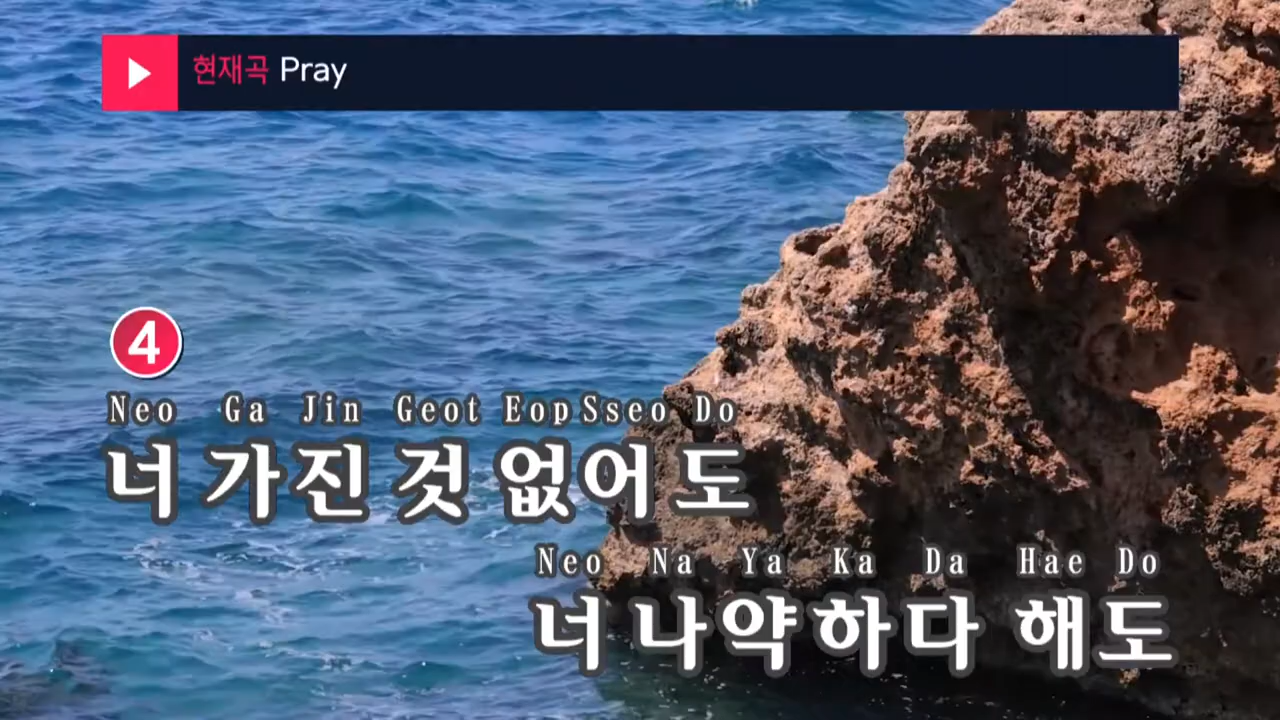 현재곡 Pray
4
Neo Ga Jin Geot Eop Sseo Do
너 가진 것 없어도
Neo Na Ya Ka Da Hae Do
너 나약하다 해도